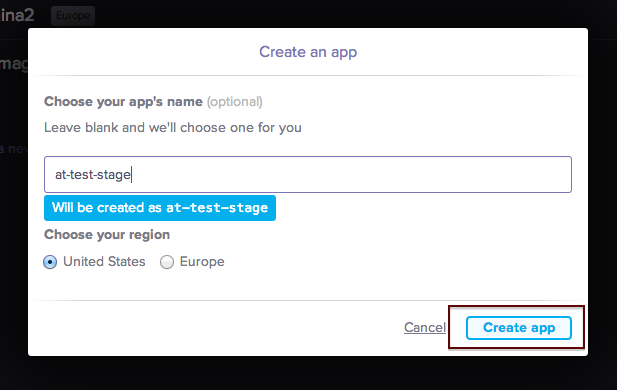 ina2 Europe
Create an app
mag
Choose your app's name (optional)
Leave blank and we'll choose one for you
s new
at-test-stage
Will be created as at-test-stage
Choose your region
United States Europe
Cancel Create app